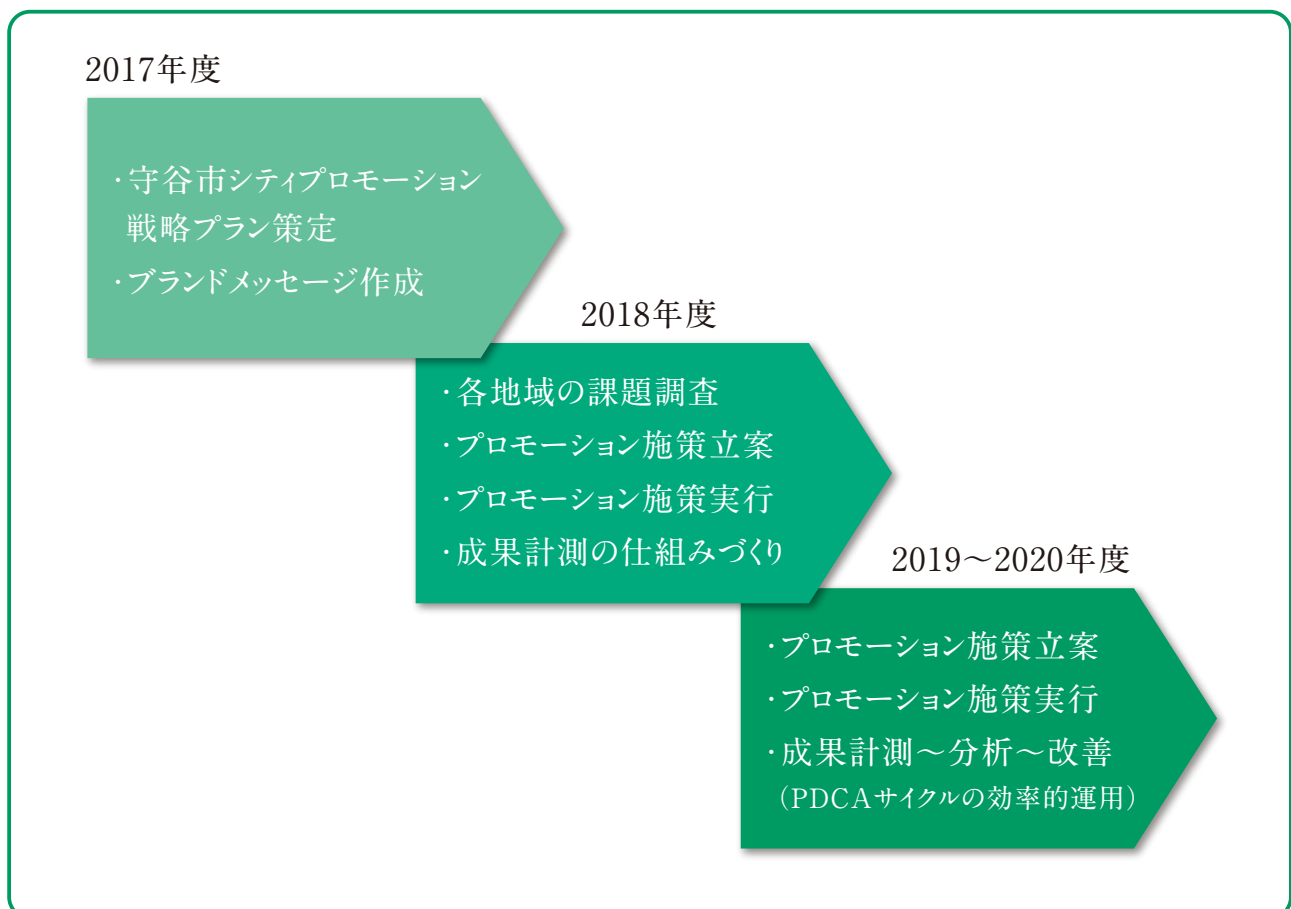 2017年度
・守谷市シティプロモーション
戦略プラン策定
・ブランドメッセージ作成
2018年度
・各地域の課題調査
・プロモーション施策立案
・プロモーション施策実行
・成果計測の仕組みづくり
2019～2020年度
・プロモーション施策立案
・プロモーション施策実行
・成果計測～分析～改善
（PDCAサイクルの効率的運用）